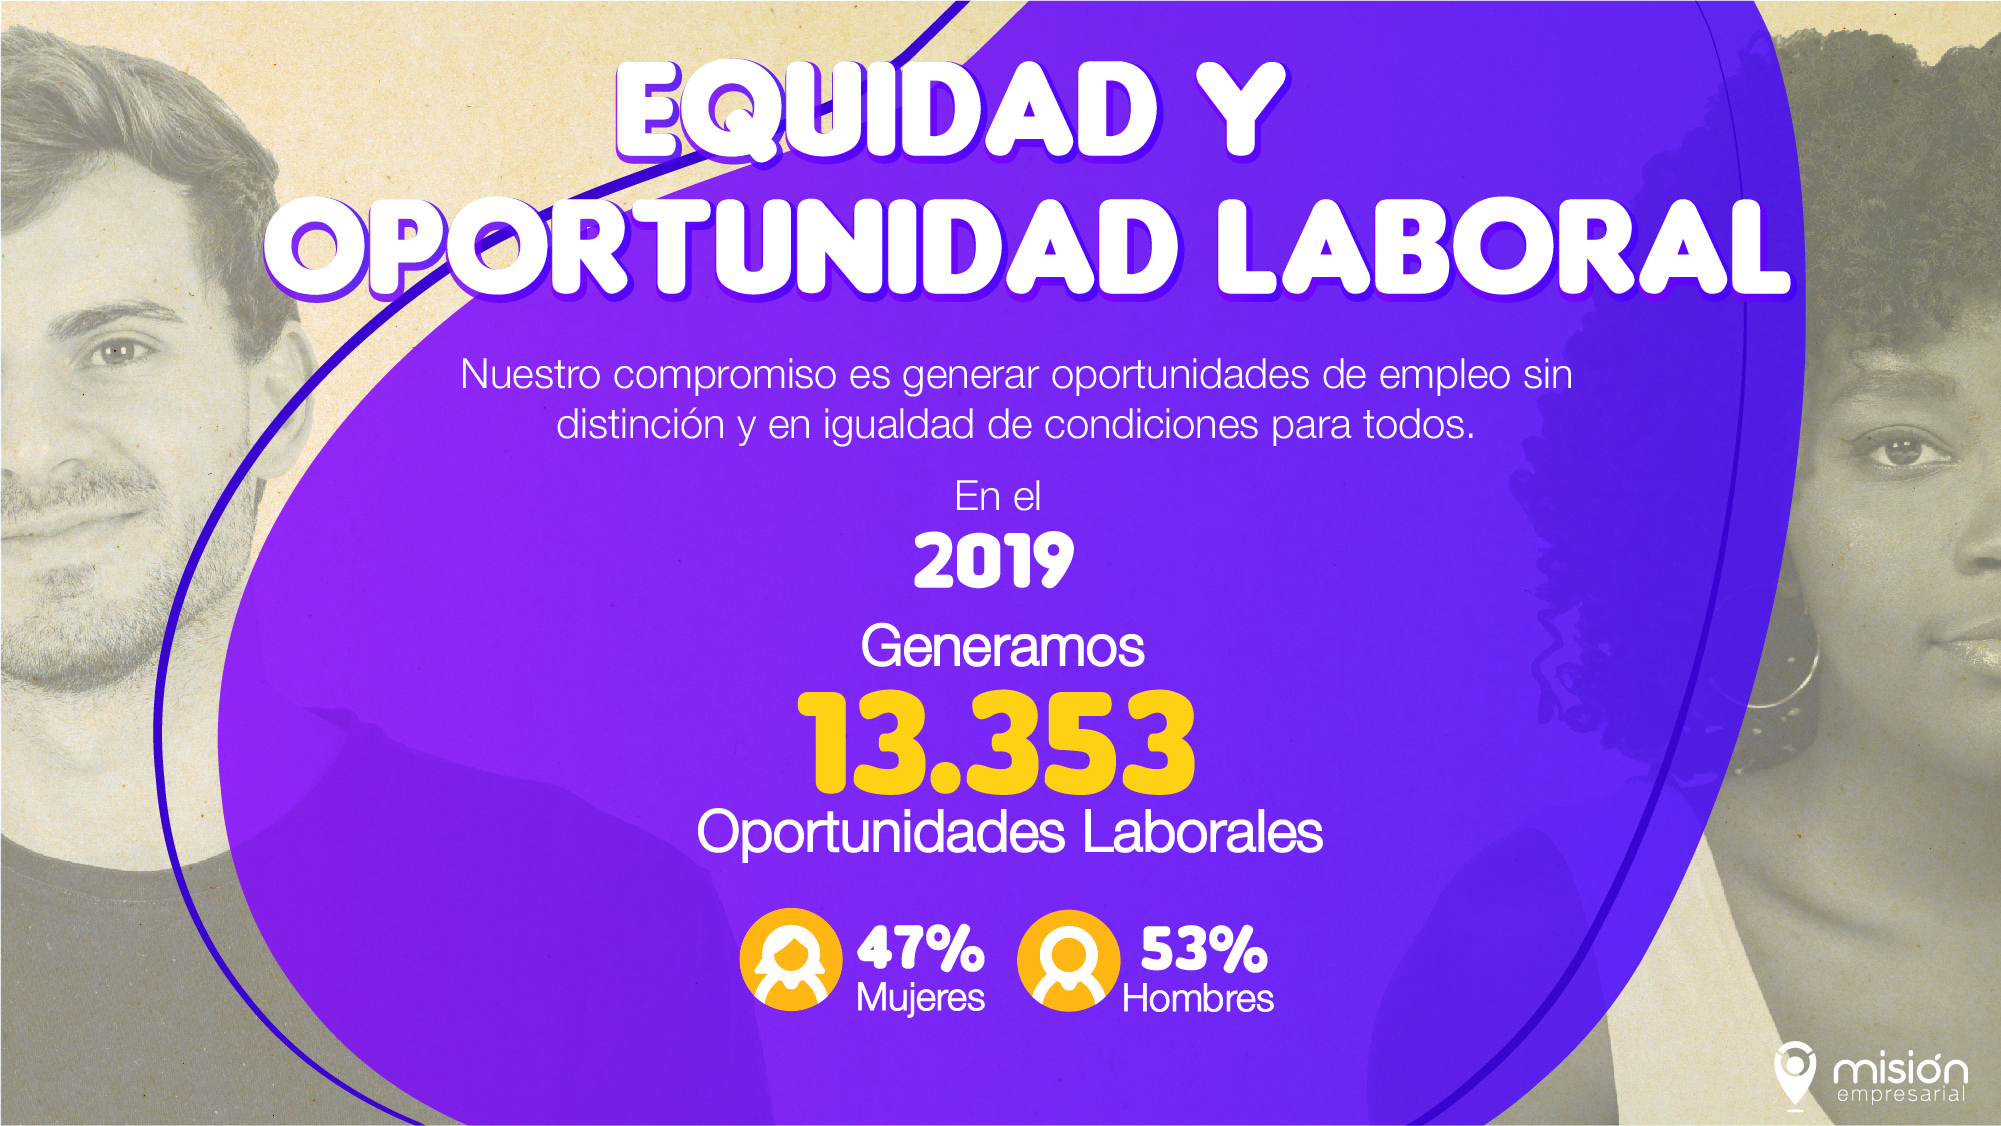 EQUIDAD Y
OPORTUNIDAD LABORAL
Nuestro compromiso es generar oportunidades de empleo sin
distinción y en igualdad de condiciones para todos.
En el
2019
Generamos
13.353
Oportunidades Laborales
47%
Mujeres
53%
Hombres
misión
empresarial